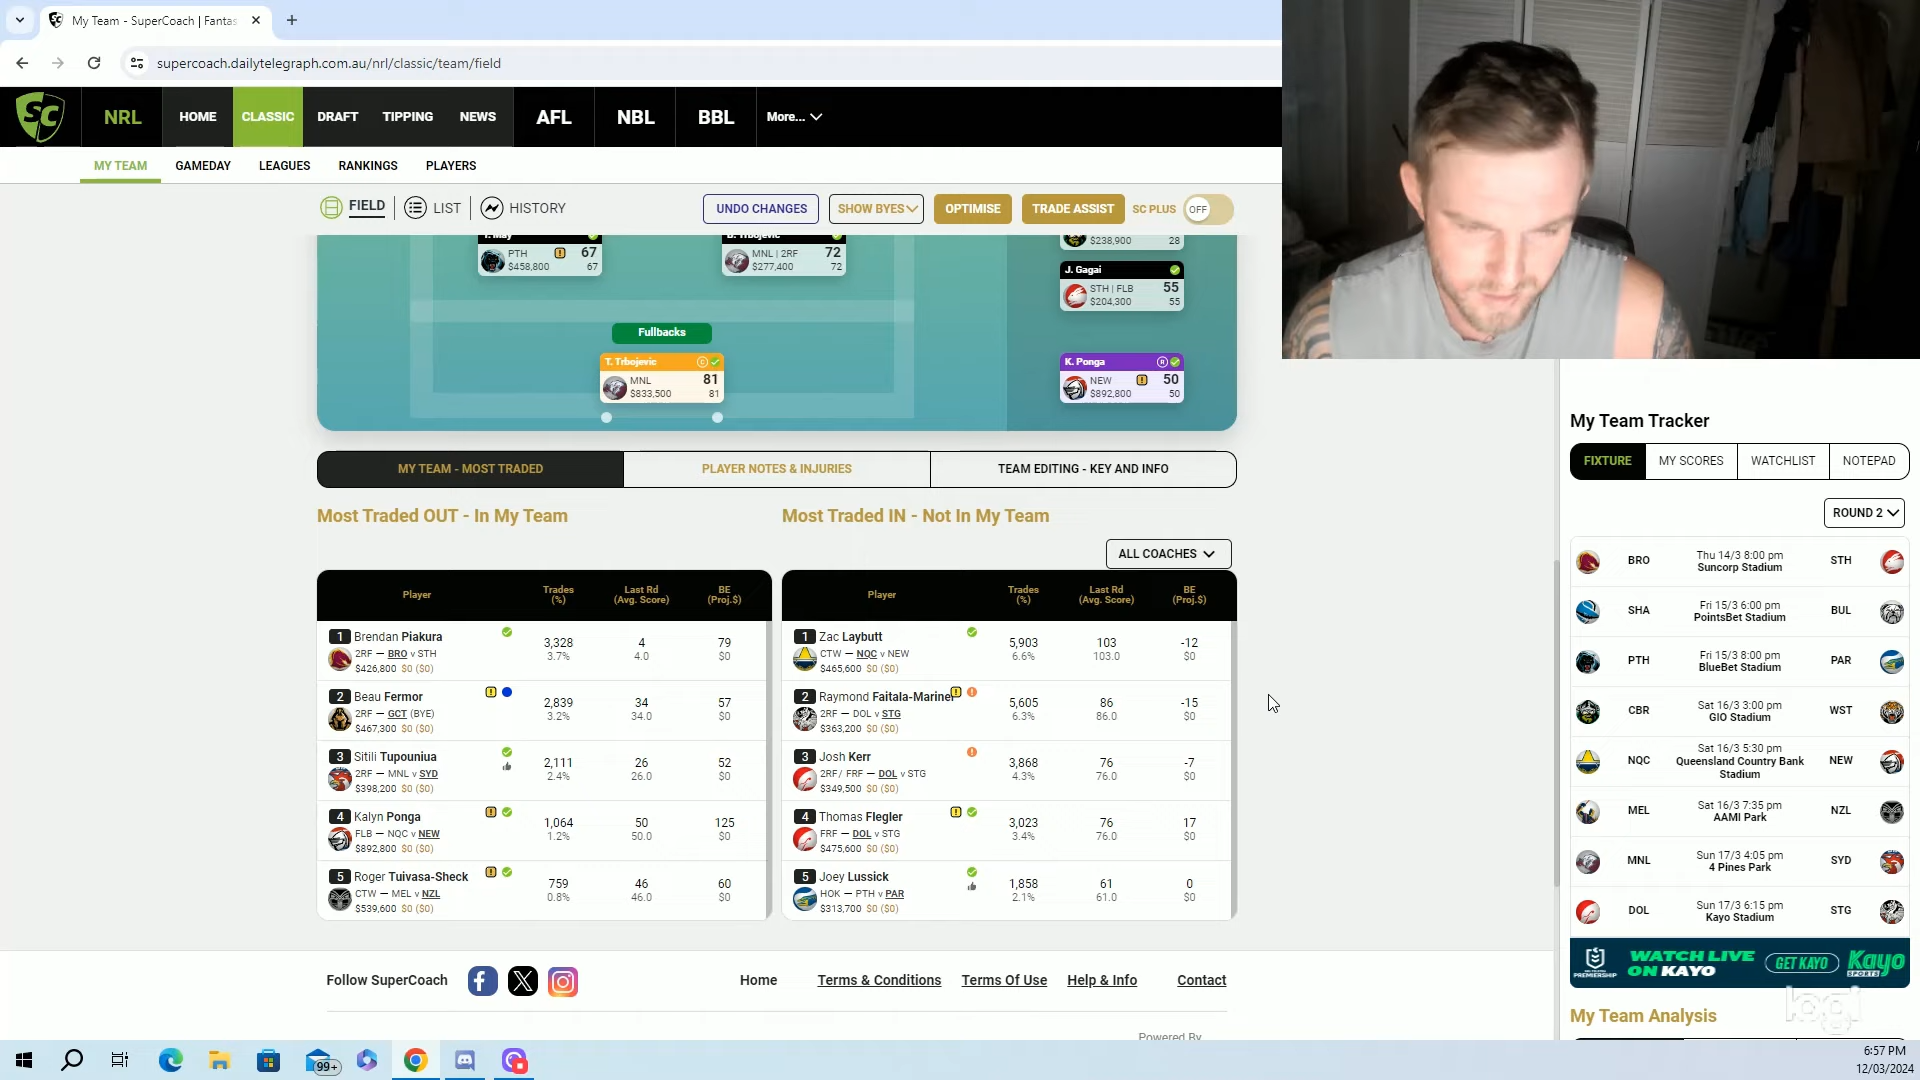 My Team - SuperCoach | Fantas
supercoach.dailytelegraph.com.au/nrl/classic/team/field
SC NRL HOME CLASSIC DRAFT TIPPING NEWS AFL NBL BBL More...
MY TEAM GAMEDAY LEAGUES RANKINGS PLAYERS
FIELD LIST HISTORY UNDO CHANGES SHOW BYES OPTIMISE TRADE ASSIST SC PLUS OFF
T. May
PTH 67
$458,800 67
B. Trbojevic
MNL | 2RF 72
$277,400 72
$238,900 28
J. Gagai
STH | FLB 55
$204,300 55
Fullbacks
T. Trbojevic C
MNL 81
$833,500 81
K. Ponga R
NEW 50
$892,800 50
MY TEAM - MOST TRADED PLAYER NOTES & INJURIES TEAM EDITING - KEY AND INFO
Most Traded OUT - In My Team
Player Trades (%) Last Rd (Avg. Score) BE (Proj.$)
1 Brendan Piakura 3,328 4 79
2RF — BRO v STH 3.7% 4.0 $0
$426,800 $0 ($0)
2 Beau Fermor 2,839 34 57
2RF — GCT (BYE) 3.2% 34.0 $0
$467,300 $0 ($0)
3 Sitili Tupouniua 2,111 26 52
2RF — MNL v SYD 2.4% 26.0 $0
$398,200 $0 ($0)
4 Kalyn Ponga 1,064 50 125
FLB — NQC v NEW 1.2% 50.0 $0
$892,800 $0 ($0)
5 Roger Tuivasa-Sheck 759 46 60
CTW — MEL v NZL 0.8% 46.0 $0
$539,600 $0 ($0)
Most Traded IN - Not In My Team
ALL COACHES
Player Trades (%) Last Rd (Avg. Score) BE (Proj.$)
1 Zac Laybutt 5,903 103 -12
CTW — NQC v NEW 6.6% 103.0 $0
$465,600 $0 ($0)
2 Raymond Faitala-Mariner 5,605 86 -15
2RF — DOL v STG 6.3% 86.0 $0
$363,200 $0 ($0)
3 Josh Kerr 3,868 76 -7
2RF/ FRF — DOL v STG 4.3% 76.0 $0
$349,500 $0 ($0)
4 Thomas Flegler 3,023 76 17
FRF — DOL v STG 3.4% 76.0 $0
$475,600 $0 ($0)
5 Joey Lussick 1,858 61 0
HOK — PTH v PAR 2.1% 61.0 $0
$313,700 $0 ($0)
My Team Tracker
FIXTURE MY SCORES WATCHLIST NOTEPAD
ROUND 2
BRO Thu 14/3 8:00 pm STH
Suncorp Stadium
SHA Fri 15/3 6:00 pm BUL
PointsBet Stadium
PTH Fri 15/3 8:00 pm PAR
BlueBet Stadium
CBR Sat 16/3 3:00 pm WST
GIO Stadium
NQC Sat 16/3 5:30 pm NEW
Queensland Country Bank
Stadium
MEL Sat 16/3 7:35 pm NZL
AAMI Park
MNL Sun 17/3 4:05 pm SYD
4 Pines Park
DOL Sun 17/3 6:15 pm STG
Kayo Stadium
WATCH LIVE
ON KAYO GET KAYO Kayo
SPORTS
logi
My Team Analysis
Follow SuperCoach Home Terms & Conditions Terms Of Use Help & Info Contact
Powered By
99+
6:57 PM
12/03/2024